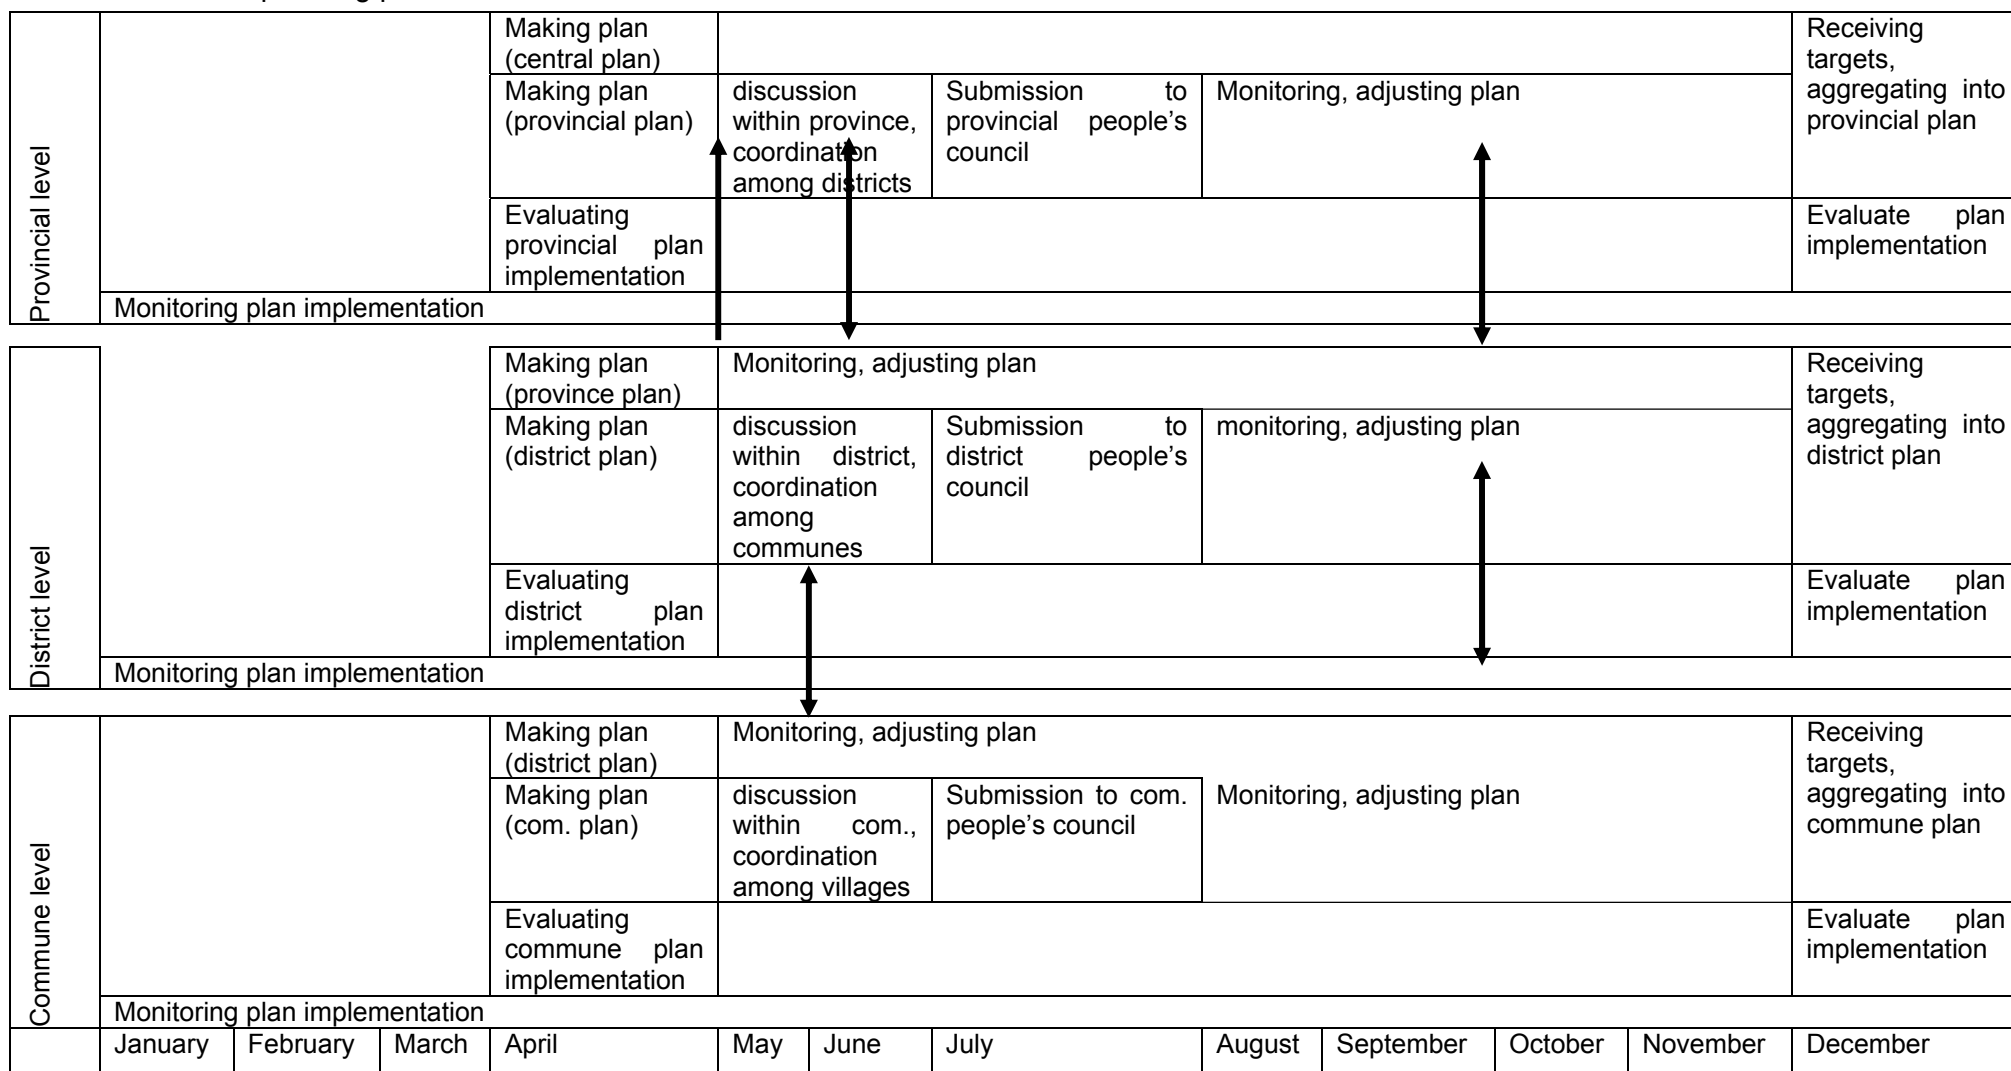 Provincial level
Making plan
(central plan)
Receiving
targets,
aggregating into
provincial plan
Making plan
(provincial plan)
discussion
within province,
coordination
among districts
Submission to
provincial people's
council
Monitoring, adjusting plan
Evaluating
provincial plan
implementation
Evaluate plan
implementation
Monitoring plan implementation
District level
Making plan
(province plan)
Monitoring, adjusting plan
Receiving
targets,
aggregating into
district plan
Making plan
(district plan)
discussion
within district,
coordination
among
communes
Submission to
district people's
council
monitoring, adjusting plan
Evaluating
district plan
implementation
Evaluate plan
implementation
Monitoring plan implementation
Commune level
Making plan
(district plan)
Monitoring, adjusting plan
Receiving
targets,
aggregating into
commune plan
Making plan
(com. plan)
discussion
within com.,
coordination
among villages
Submission to com.
people's council
Monitoring, adjusting plan
Evaluating
commune plan
implementation
Evaluate plan
implementation
Monitoring plan implementation
January February March April May June July August September October November December